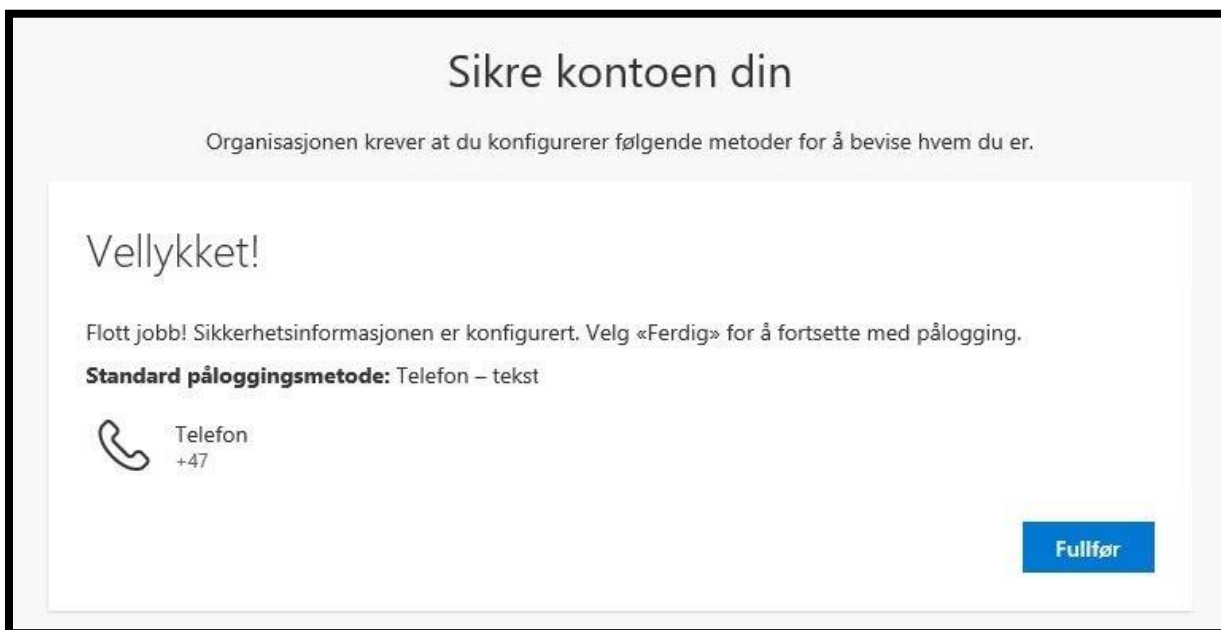 Sikre kontoen din
Organisasjonen krever at du konfigurerer følgende metoder for å bevise hvem du er.
Vellykket!
Flott jobb! Sikkerhetsinformasjonen er konfigurert. Velg «Ferdig» for å fortsette med pålogging.
Standard påloggingsmetode: Telefon – tekst
Telefon
+47
Fullfør